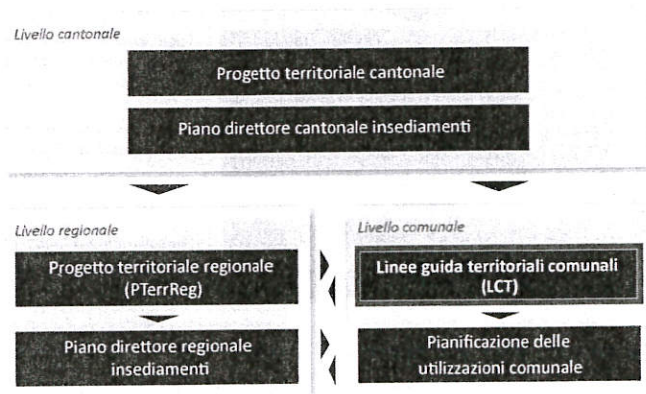 Livello cantonale
Progetto territoriale cantonale
Piano direttore cantonale insediamenti
Livello regionale
Progetto territoriale regionale
(PTerrReg)
Piano direttore regionale
insediamenti
Livello comunale
Linee guida territoriali comunali
(LCT)
Pianificazione delle
utilizzazioni comunale